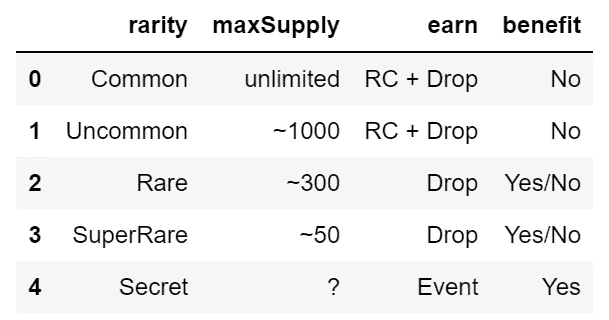 rarity maxSupply earn benefit
0 Common unlimited RC + Drop No
1 Uncommon ~1000 RC + Drop No
2 Rare ~300 Drop Yes/No
3 SuperRare ~50 Drop Yes/No
4 Secret ? Event Yes